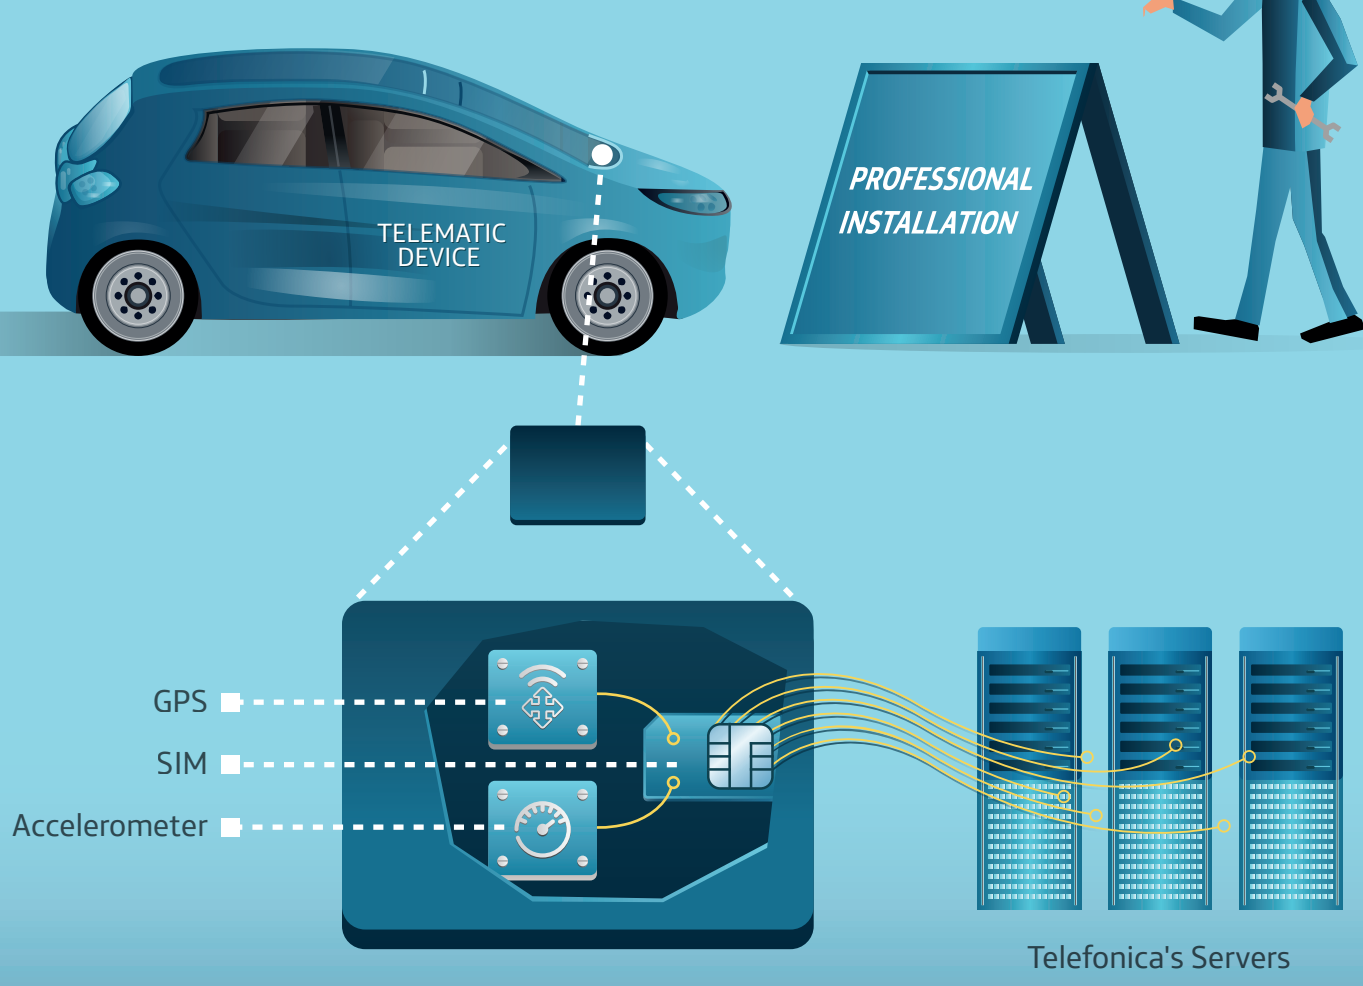 TELEMATIC
DEVICE
PROFESSIONAL
INSTALLATION
GPS
SIM
Accelerometer
Telefonica's Servers